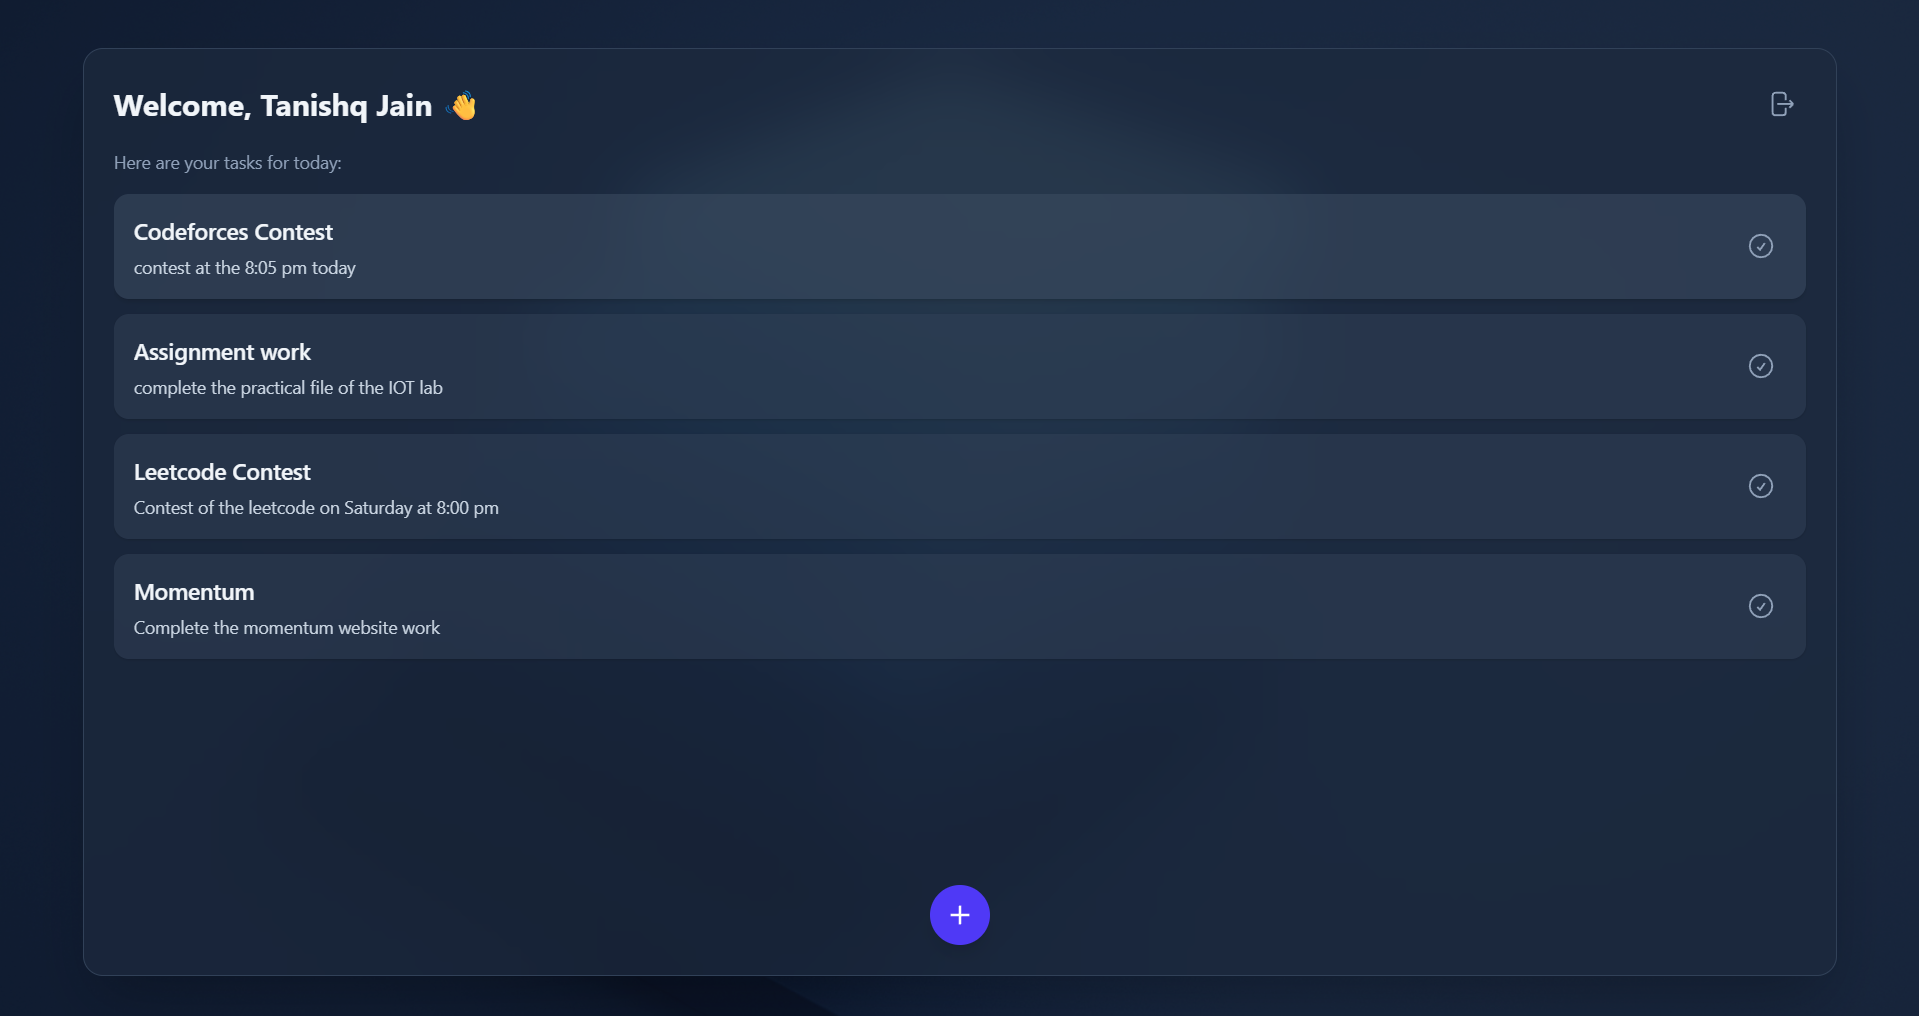 Welcome, Tanishq Jain 👋
Here are your tasks for today:
Codeforces Contest
contest at the 8:05 pm today
Assignment work
complete the practical file of the IOT lab
Leetcode Contest
Contest of the leetcode on Saturday at 8:00 pm
Momentum
Complete the momentum website work